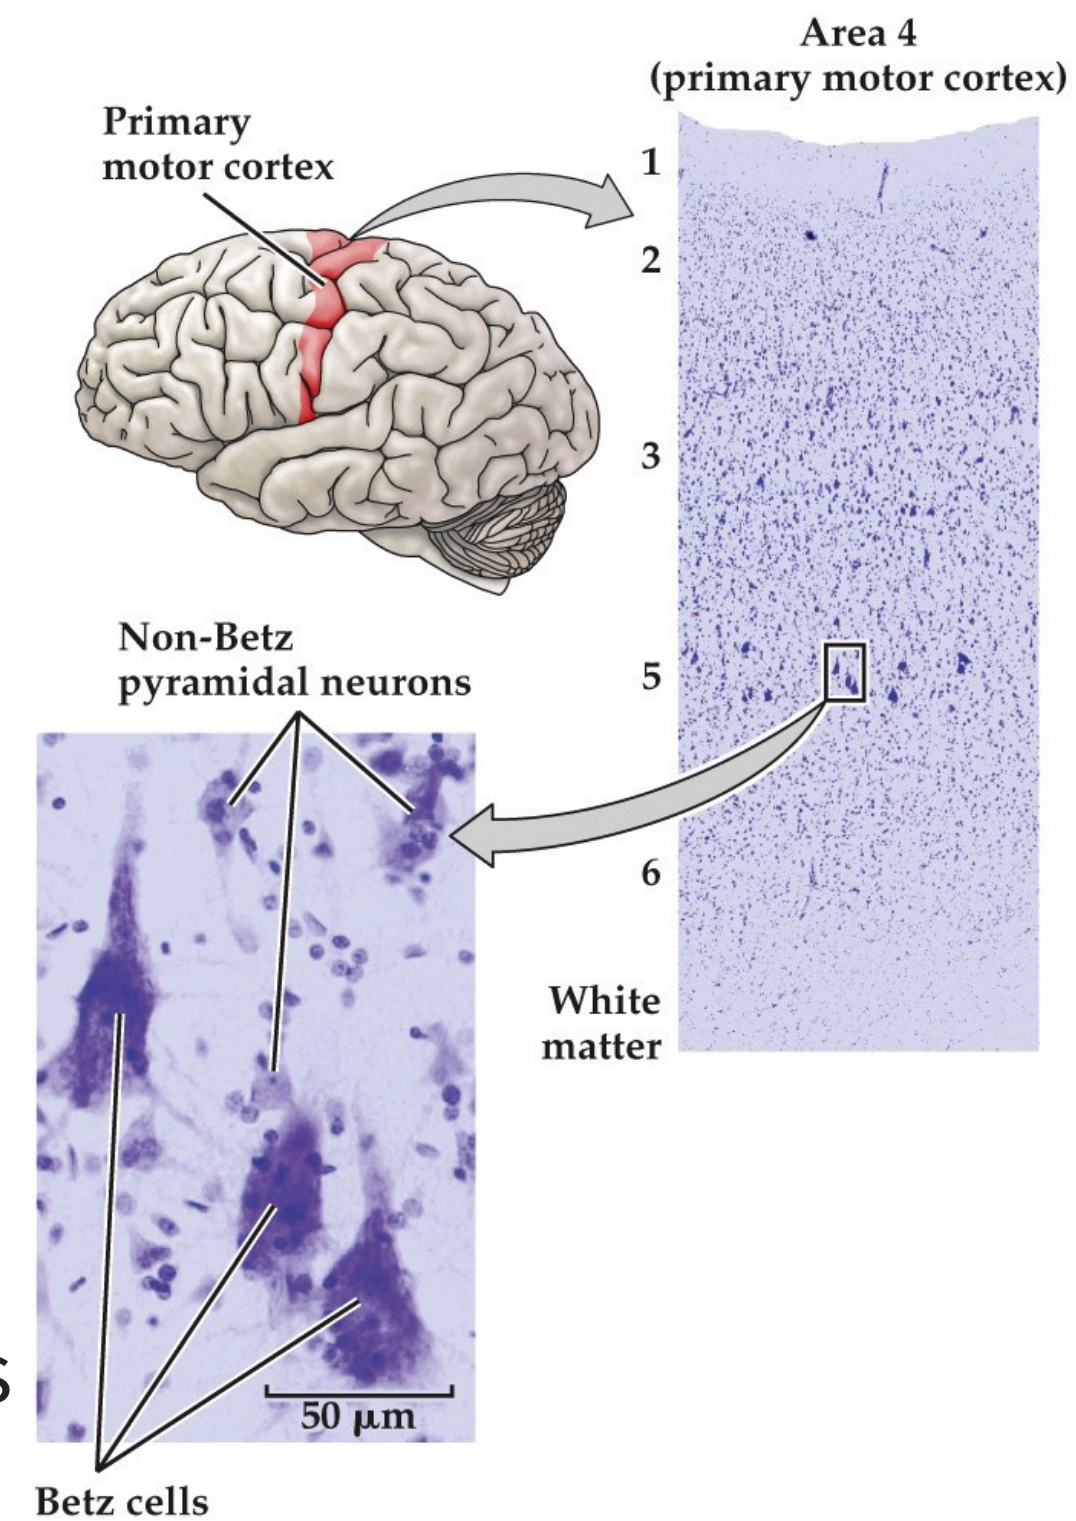 Area 4
(primary motor cortex)
Primary
motor cortex
1
2
3
5
6
White
matter
Non-Betz
pyramidal neurons
50 μm
s
Betz cells